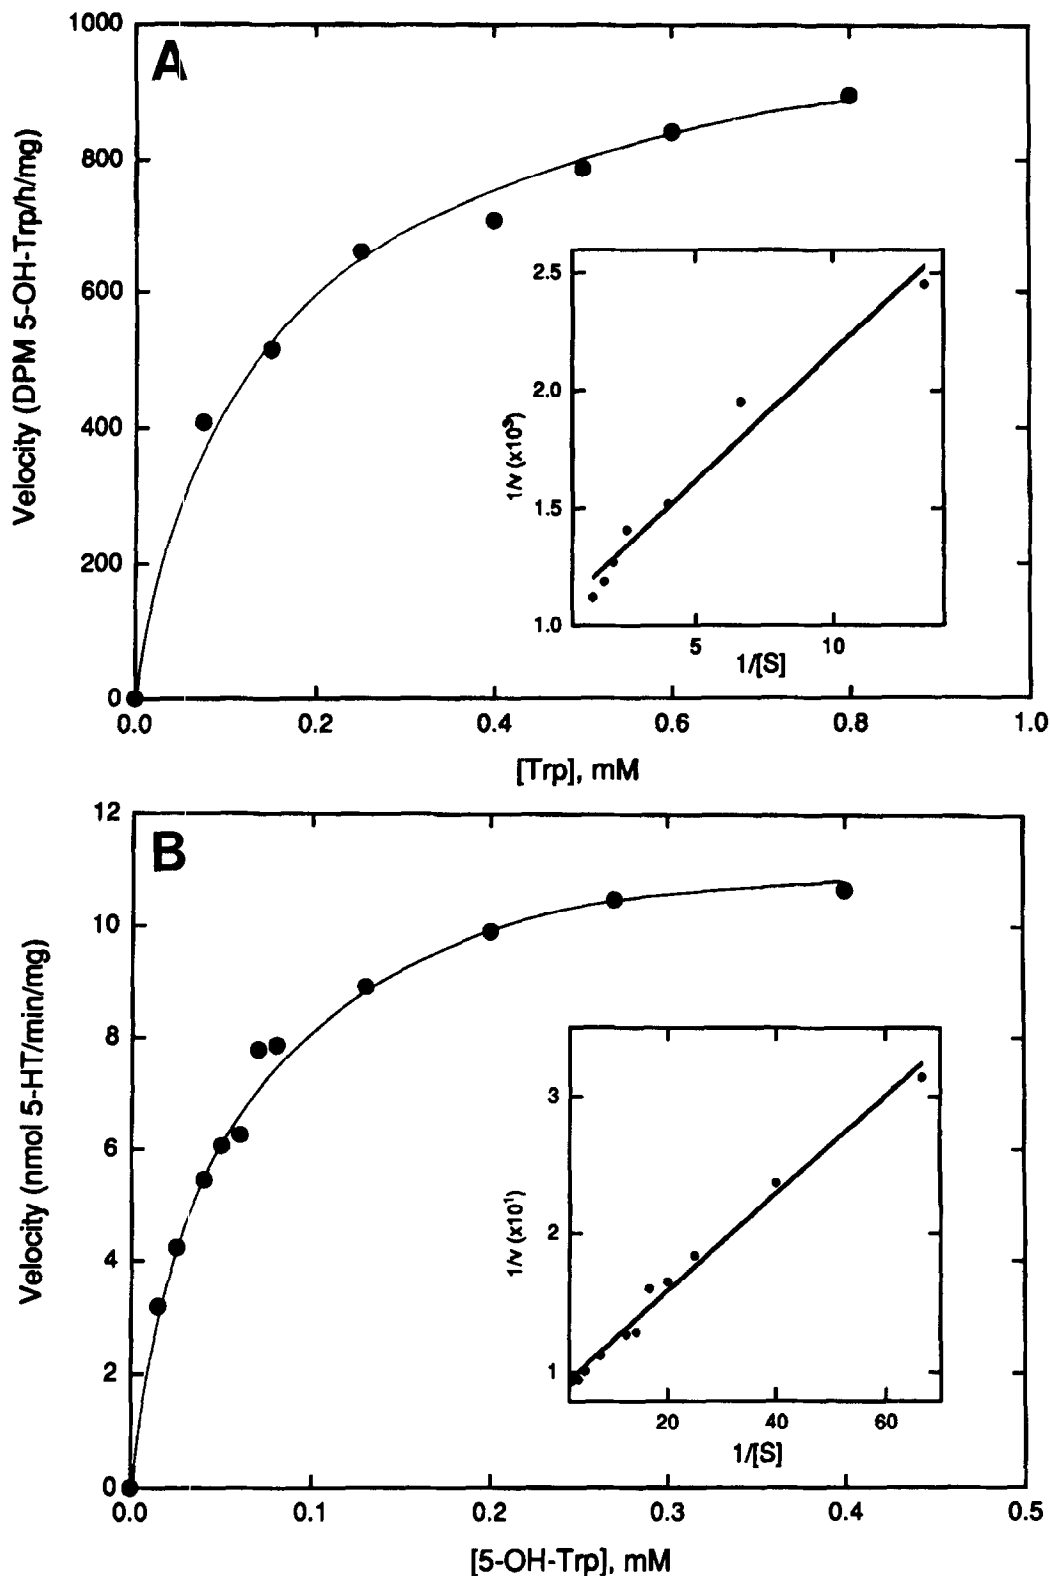 A
1000
800
600
400
200
0
Velocity (DPM 5-OH-Trp/h/mg)
0.0 0.2 0.4 0.6 0.8 1.0
[Trp], mM
2.5
2.0
1.5
1.0
1/v (x10³)
5 10
1/[S]
B
12
10
8
6
4
2
0
Velocity (nmol 5-HT/min/mg)
0.0 0.1 0.2 0.3 0.4 0.5
[5-OH-Trp], mM
3
2
1
1/v (x10¹)
20 40 60
1/[S]